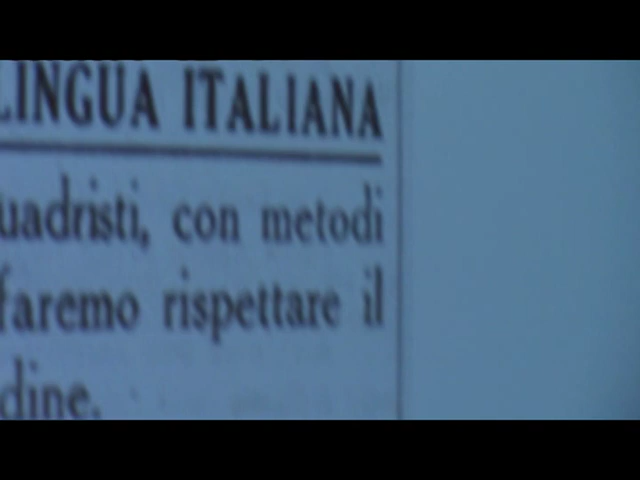 LINGUA ITALIANA
uadristi, con metodi
faremo rispettare il
dine.